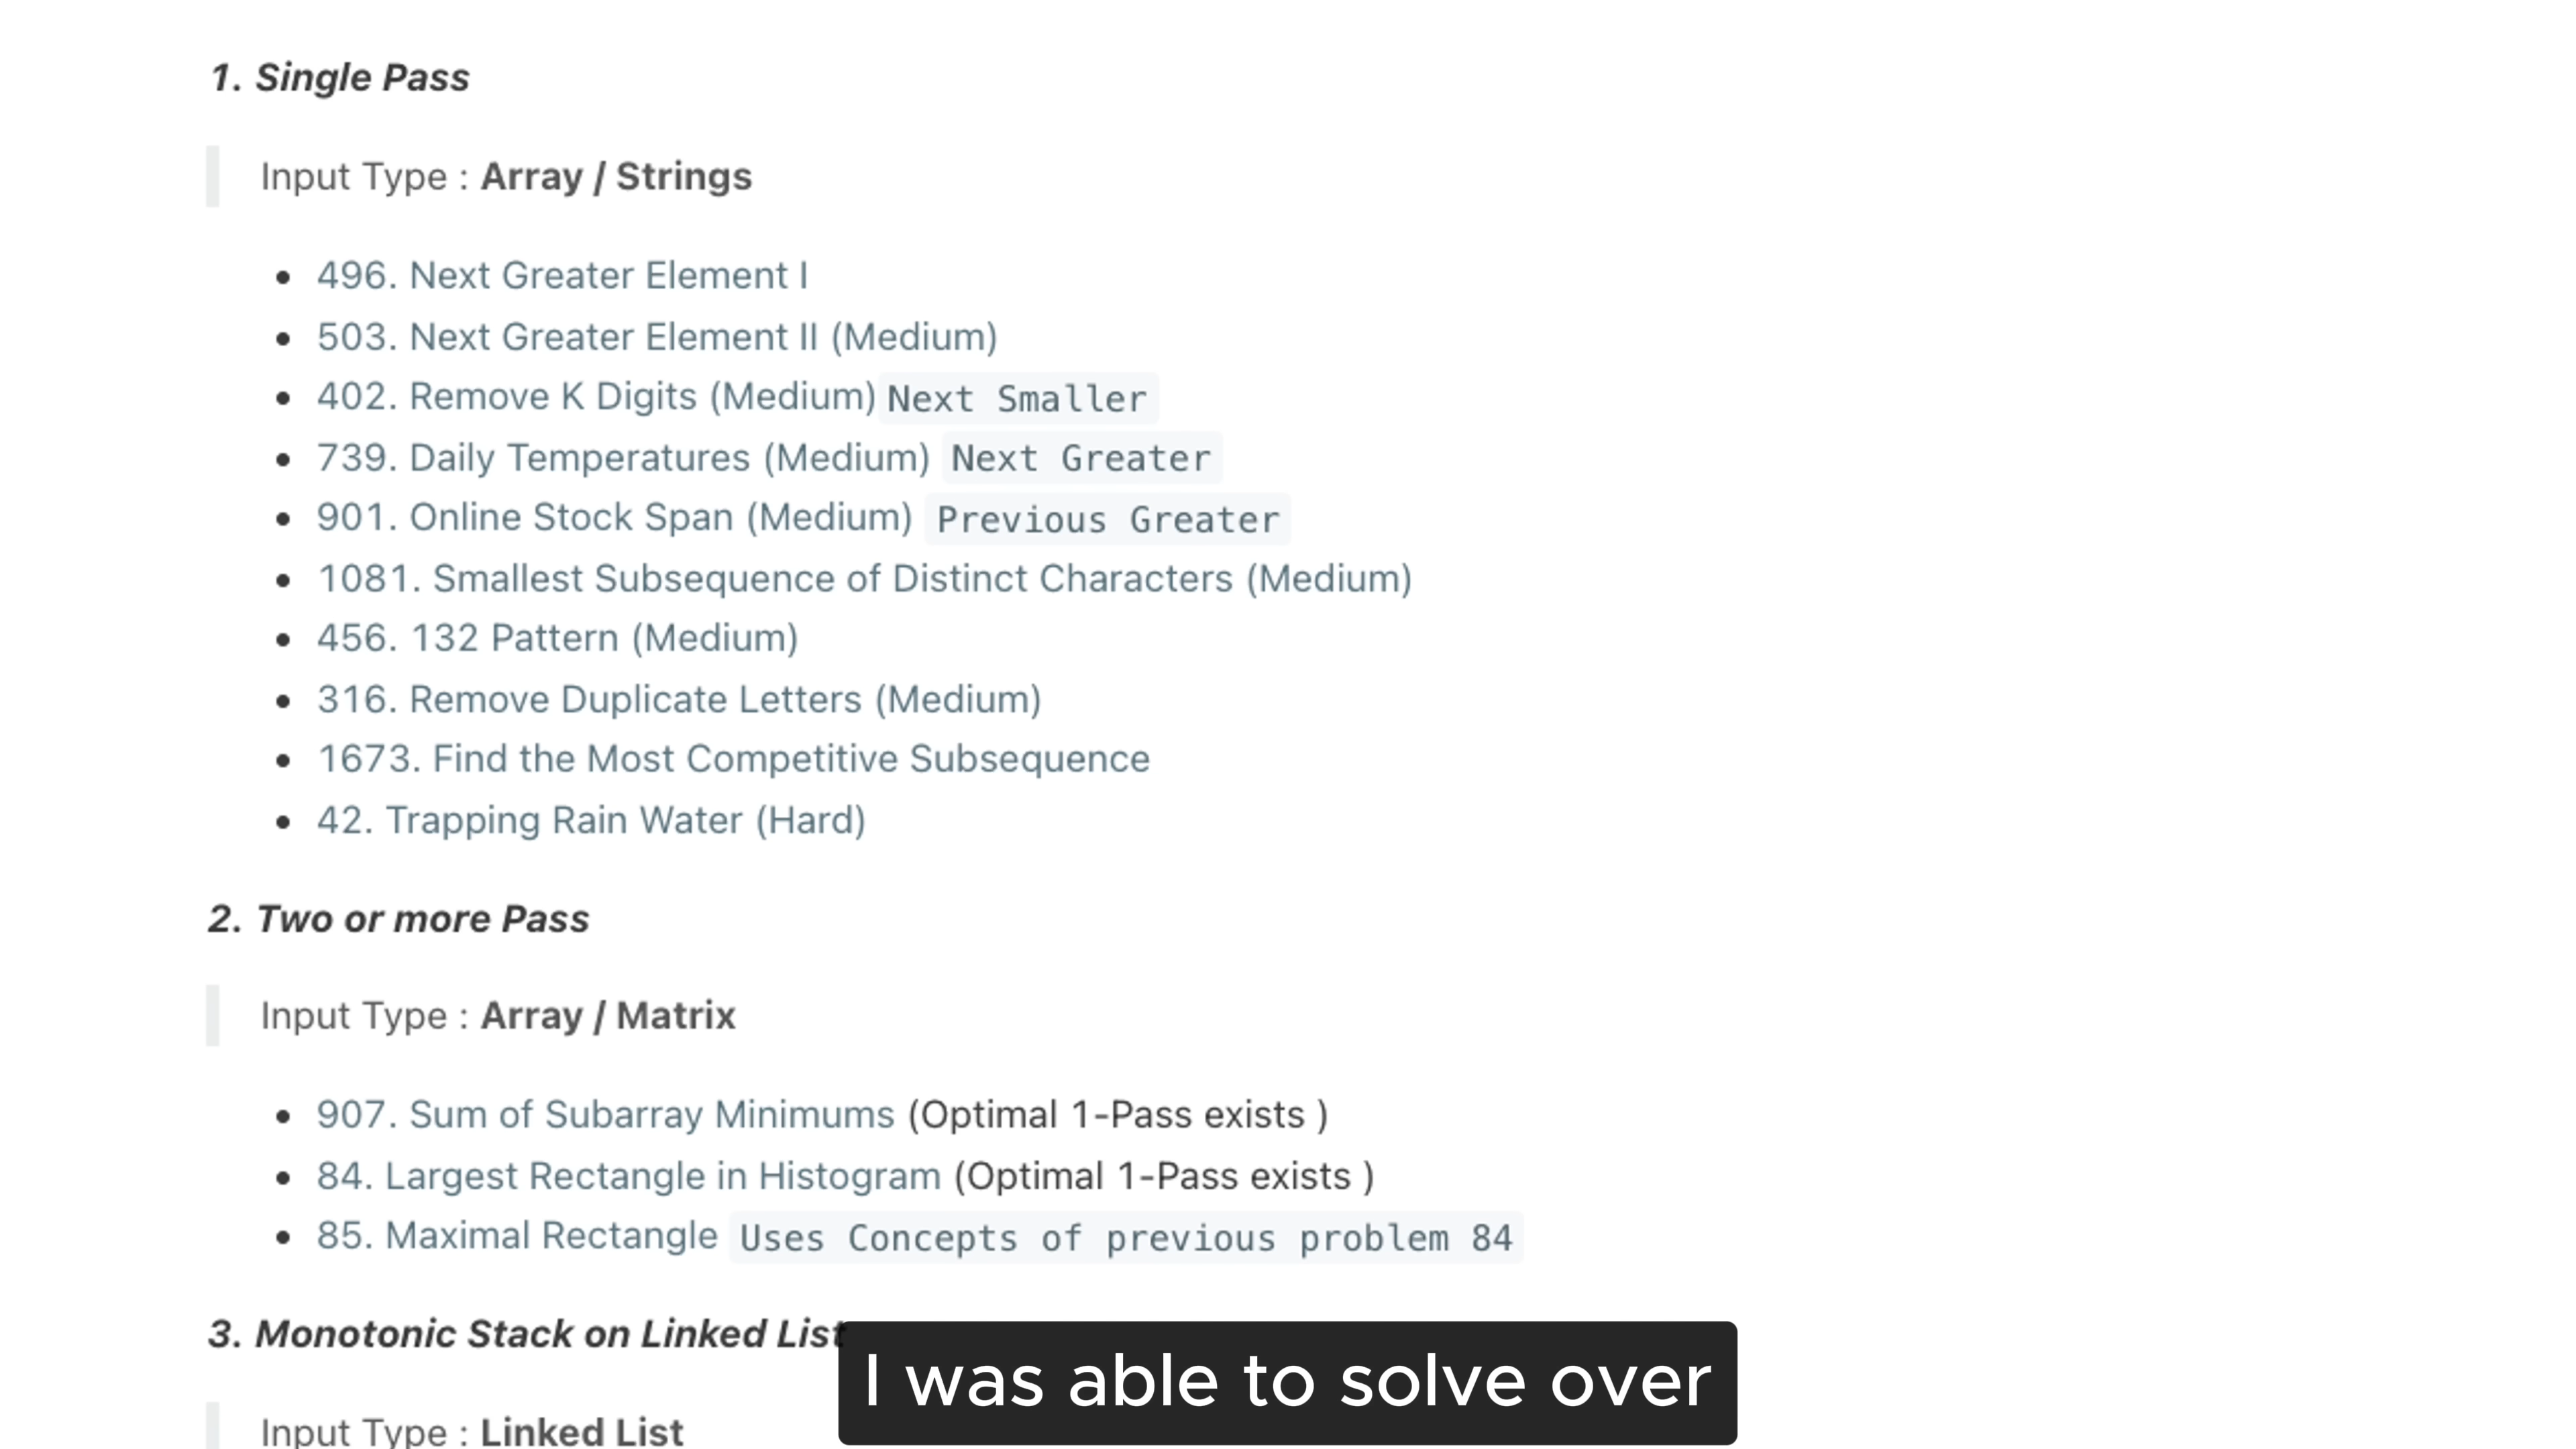 1. Single Pass
Input Type : Array / Strings
496. Next Greater Element I
503. Next Greater Element II (Medium)
402. Remove K Digits (Medium) Next Smaller
739. Daily Temperatures (Medium) Next Greater
901. Online Stock Span (Medium) Previous Greater
1081. Smallest Subsequence of Distinct Characters (Medium)
456. 132 Pattern (Medium)
316. Remove Duplicate Letters (Medium)
1673. Find the Most Competitive Subsequence
42. Trapping Rain Water (Hard)
2. Two or more Pass
Input Type : Array / Matrix
907. Sum of Subarray Minimums (Optimal 1-Pass exists )
84. Largest Rectangle in Histogram (Optimal 1-Pass exists )
85. Maximal Rectangle Uses Concepts of previous problem 84
3. Monotonic Stack on Linked List
I was able to solve over
Input Type : Linked List